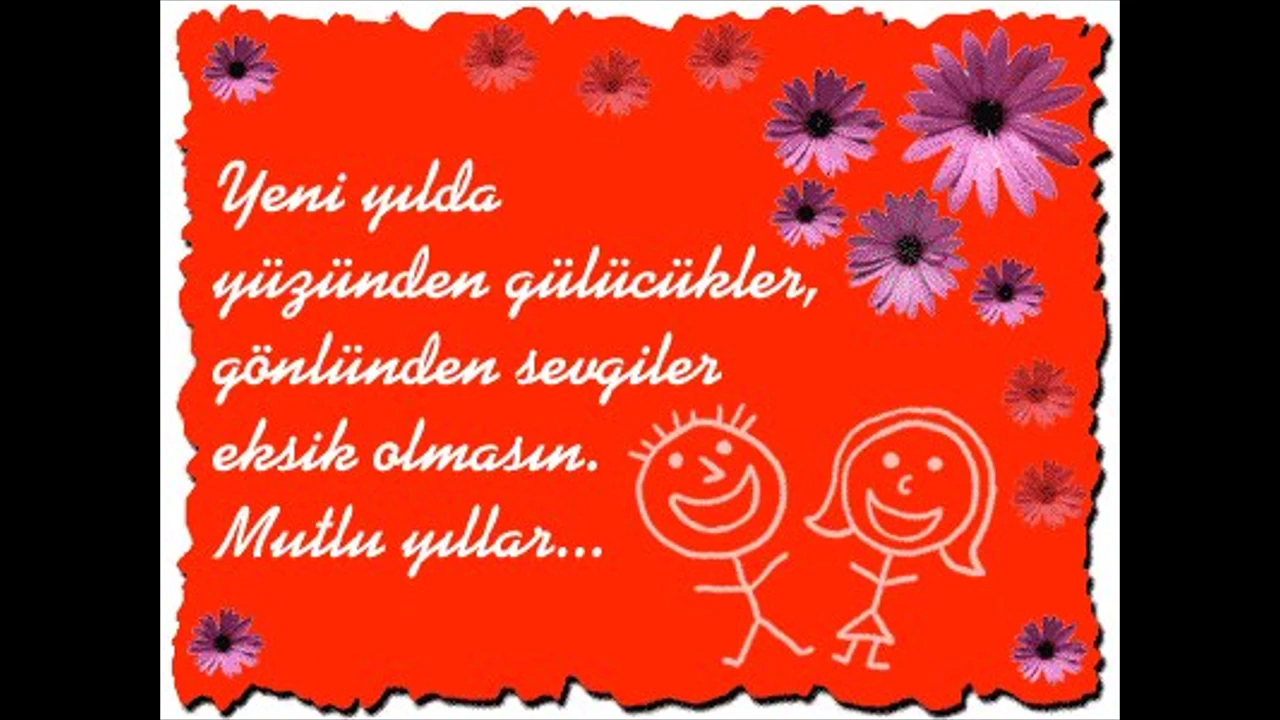 Yeni yılda
yüzünden gülücükler,
gönlünden sevgiler
eksik olmasın.
Mutlu yıllar...